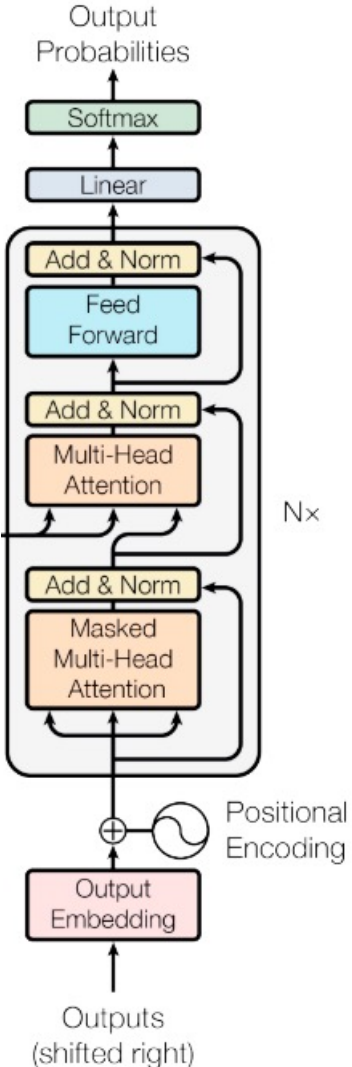 Output
Probabilities
Softmax
Linear
Add & Norm
Feed
Forward
Add & Norm
Multi-Head
Attention
N×
Add & Norm
Masked
Multi-Head
Attention
Positional
Encoding
Output
Embedding
Outputs
(shifted right)